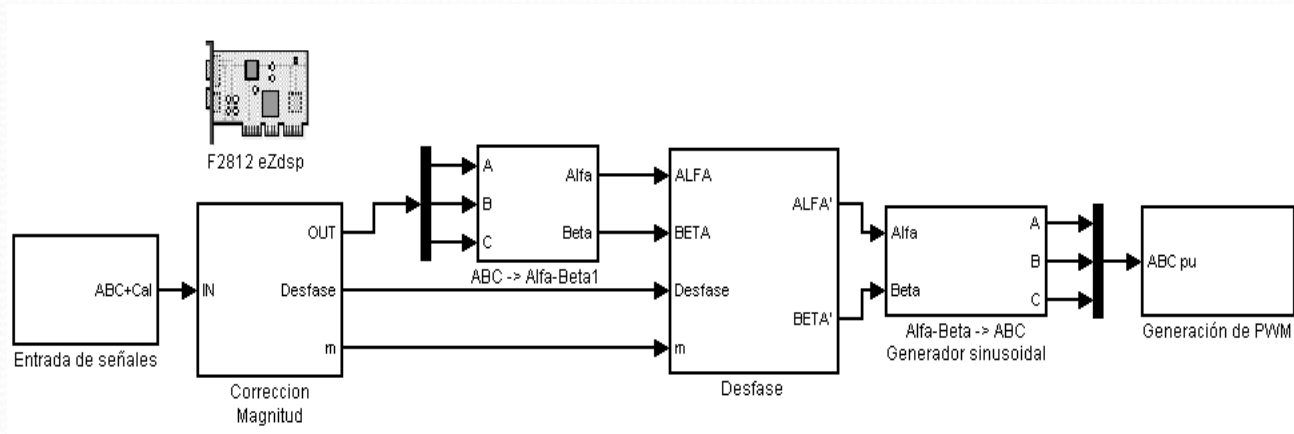 F2812 eZdsp
ABC+Cal
Entrada de señales
IN
OUT
Desfase
m
Correccion
Magnitud
A
B
C
Alfa
Beta
ABC -> Alfa-Beta1
ALFA
BETA
Desfase
m
ALFA'
BETA'
Desfase
Alfa
Beta
A
B
C
Alfa-Beta -> ABC
Generador sinusoidal
ABC pu
Generación de PWM